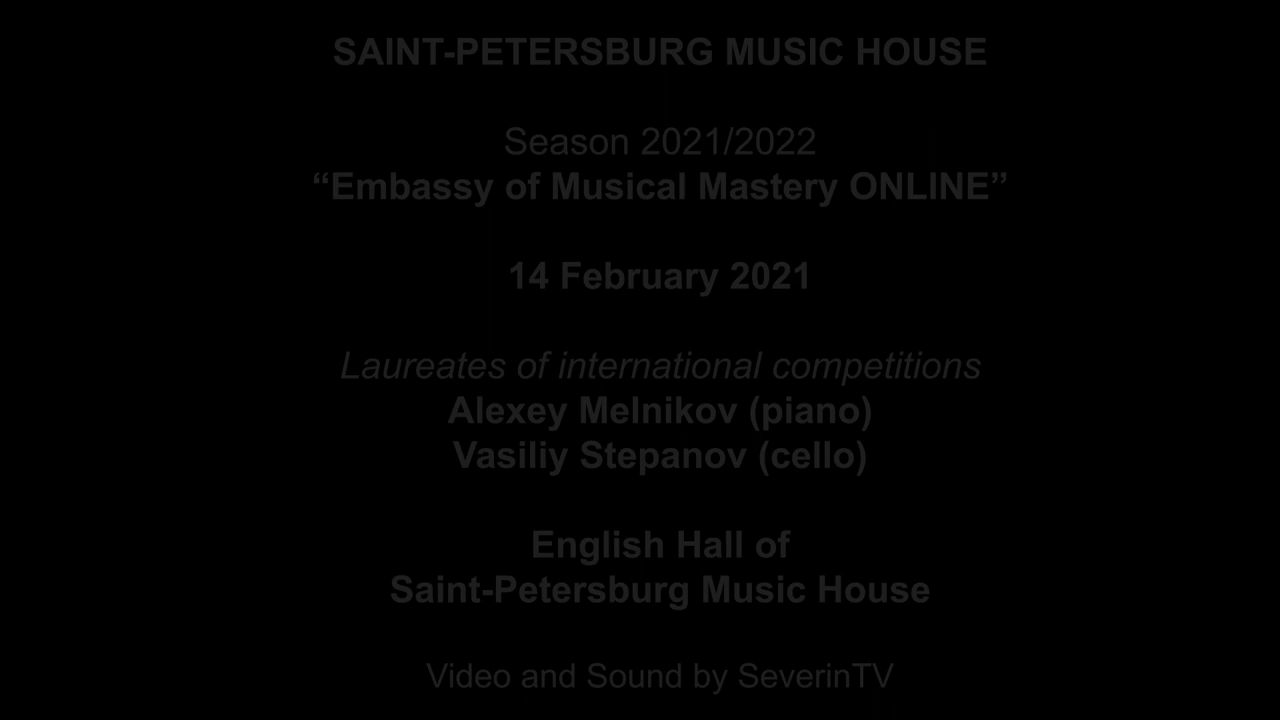 SAINT-PETERSBURG MUSIC HOUSE
Season 2021/2022
“Embassy of Musical Mastery ONLINE”
14 February 2021
Laureates of international competitions
Alexey Melnikov (piano)
Vasiliy Stepanov (cello)
English Hall of
Saint-Petersburg Music House
Video and Sound by SeverinTV